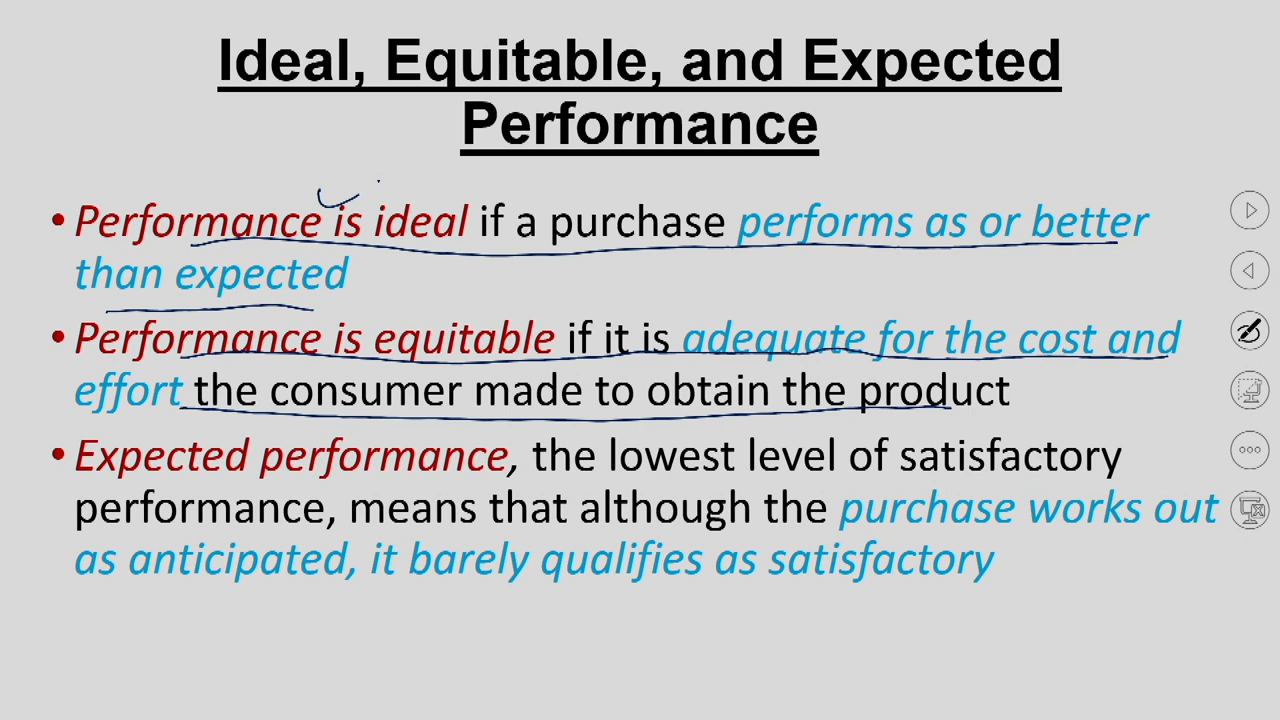 Ideal, Equitable, and Expected
Performance
• Performance is ideal if a purchase performs as or better
than expected
• Performance is equitable if it is adequate for the cost and
effort the consumer made to obtain the product
• Expected performance, the lowest level of satisfactory
performance, means that although the purchase works out
as anticipated, it barely qualifies as satisfactory